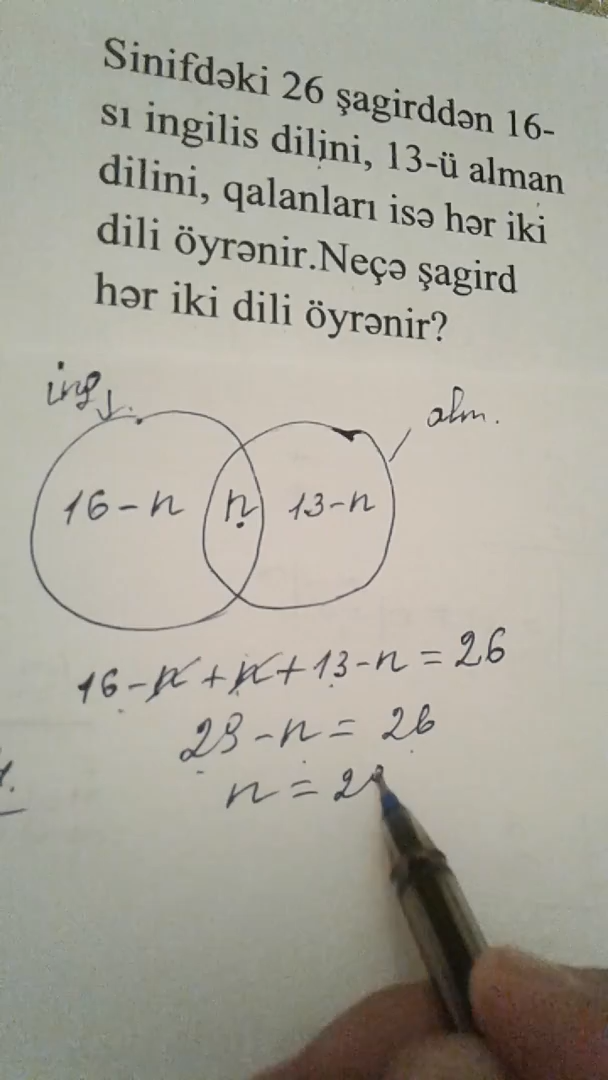 Sinifdəki 26 şagirddən 16-
sı ingilis dilini, 13-ü alman
dilini, qalanları isə hər iki
dili öyrənir.Neçə şagird
hər iki dili öyrənir?
ing
alm.
16-n n 13-n
16-n+n+13-n=26
29-n=26
n=29